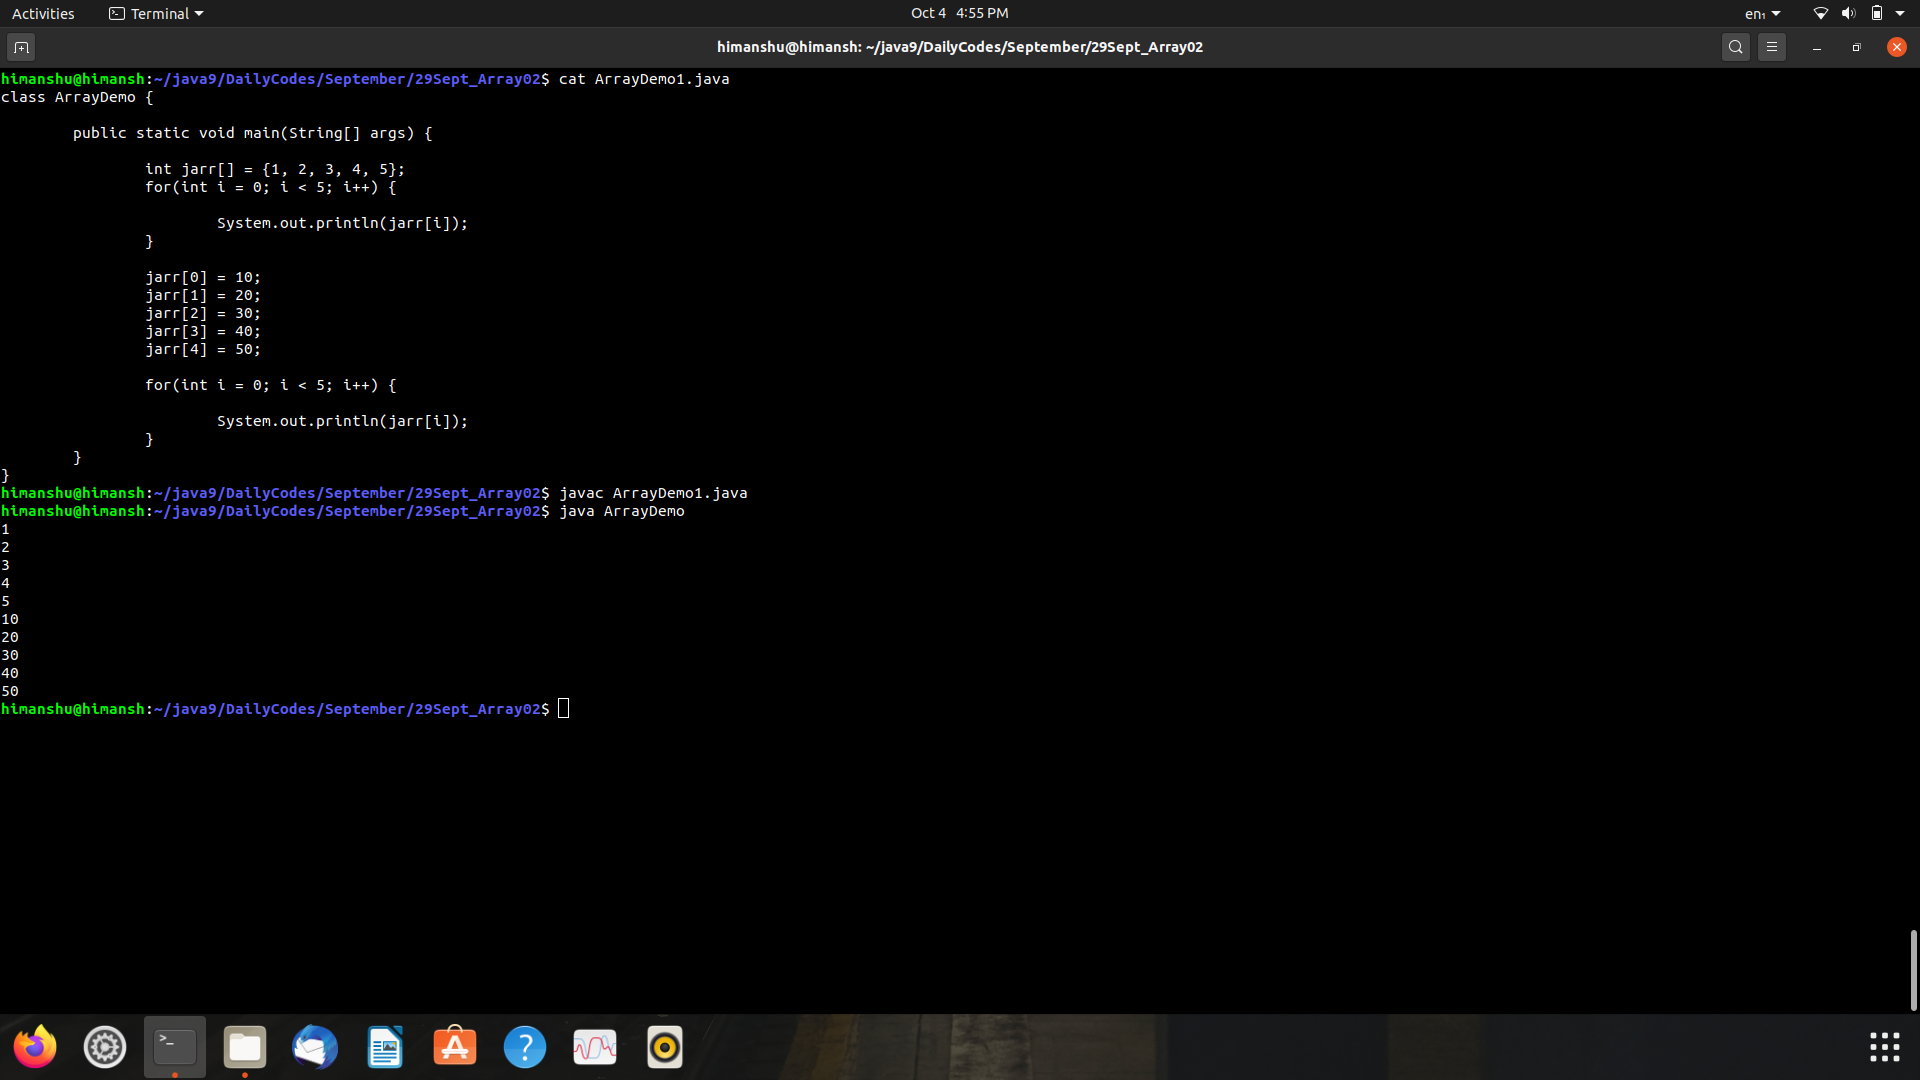 Activities Terminal Oct 4 4:55 PM en₁
himanshu@himansh: ~/java9/DailyCodes/September/29Sept_Array02
himanshu@himansh:~/java9/DailyCodes/September/29Sept_Array02$ cat ArrayDemo1.java
class ArrayDemo {
public static void main(String[] args) {
int jarr[] = {1, 2, 3, 4, 5};
for(int i = 0; i < 5; i++) {
System.out.println(jarr[i]);
}
jarr[0] = 10;
jarr[1] = 20;
jarr[2] = 30;
jarr[3] = 40;
jarr[4] = 50;
for(int i = 0; i < 5; i++) {
System.out.println(jarr[i]);
}
}
}
himanshu@himansh:~/java9/DailyCodes/September/29Sept_Array02$ javac ArrayDemo1.java
himanshu@himansh:~/java9/DailyCodes/September/29Sept_Array02$ java ArrayDemo
1
2
3
4
5
10
20
30
40
50
himanshu@himansh:~/java9/DailyCodes/September/29Sept_Array02$